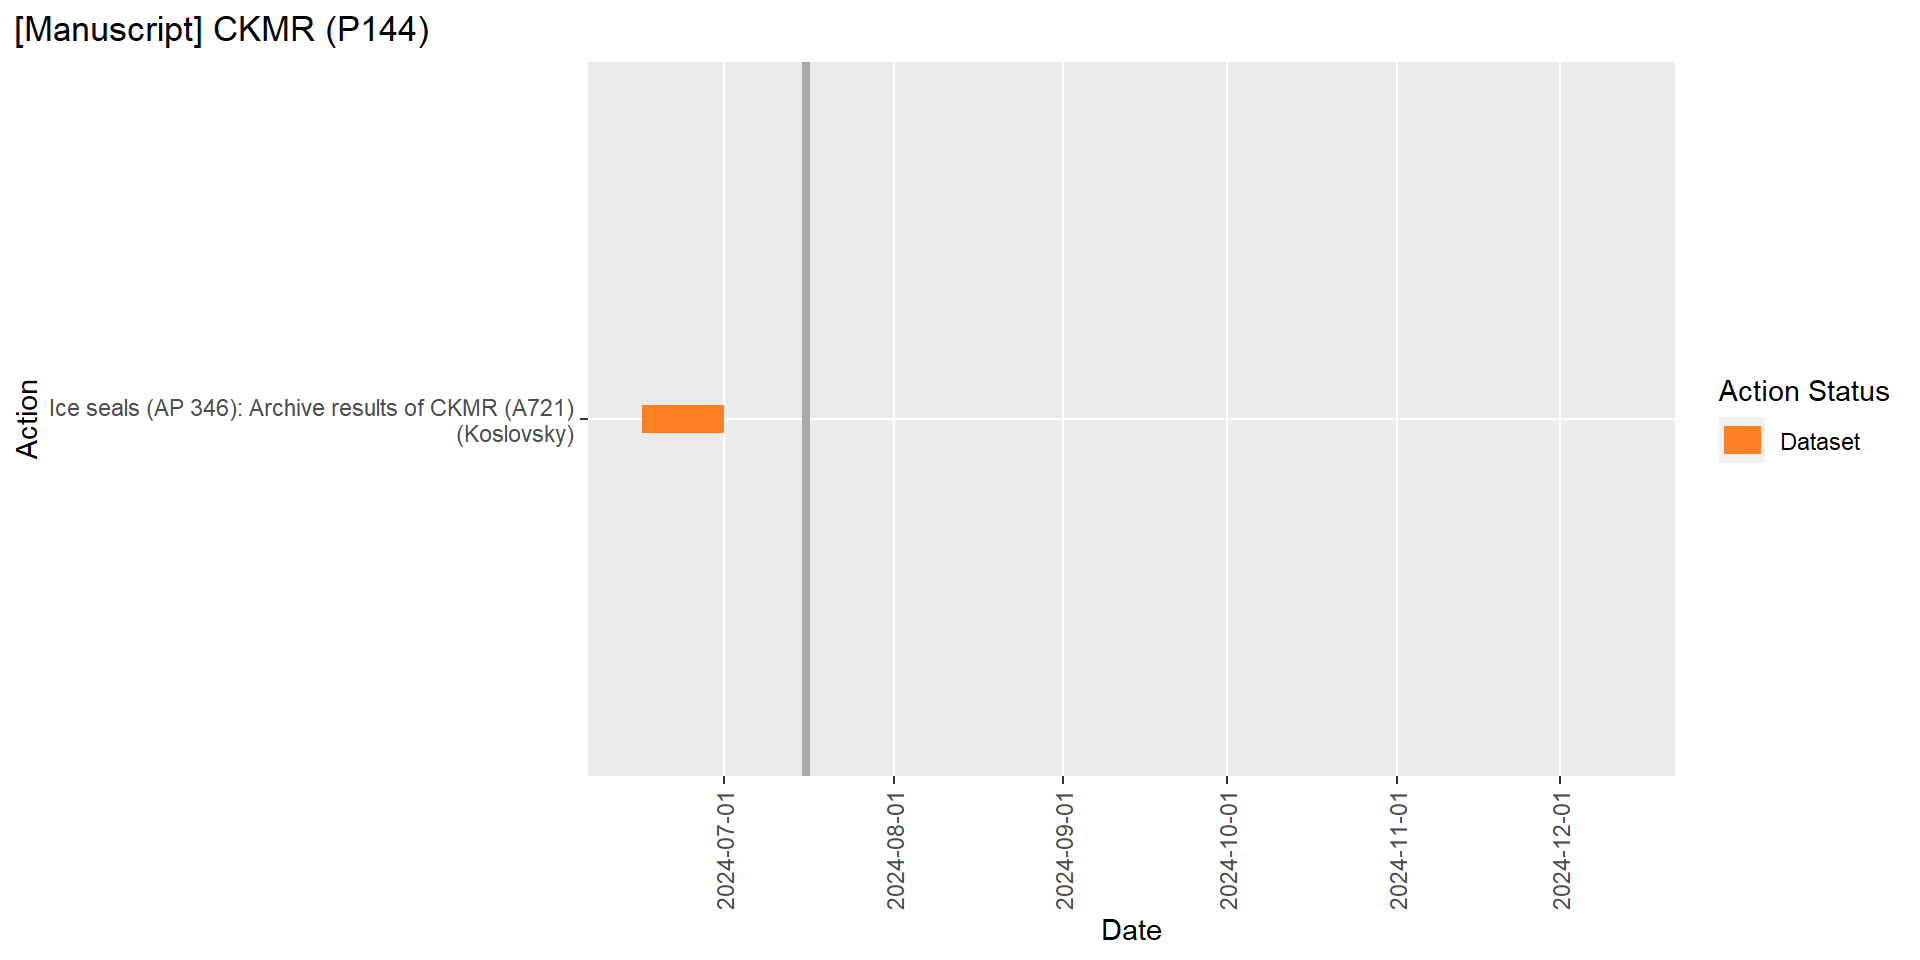 [Manuscript] CKMR (P144)
Action
Ice seals (AP 346): Archive results of CKMR (A721)
(Koslovsky)
Action Status
Dataset
2024-07-01
2024-08-01
2024-09-01
2024-10-01
2024-11-01
2024-12-01
Date